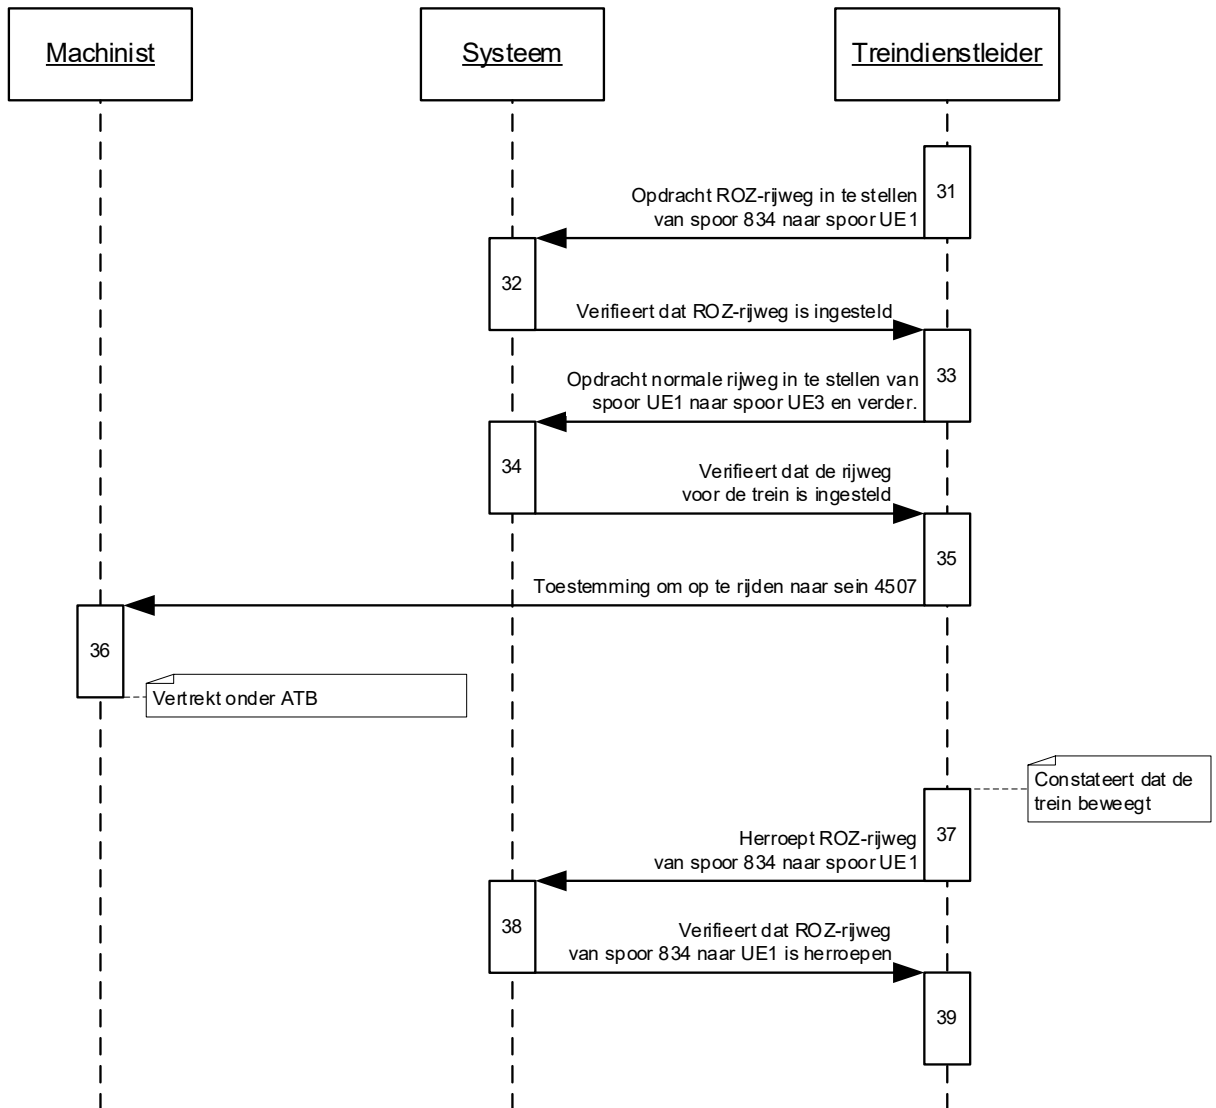 Machinist
Systeem
Treindienstleider
31
Opdracht ROZ-rijweg in te stellen
van spoor 834 naar spoor UE1
32
Verifieert dat ROZ-rijweg is ingesteld
33
Opdracht normale rijweg in te stellen van
spoor UE1 naar spoor UE3 en verder.
34
Verifieert dat de rijweg
voor de trein is ingesteld
35
Toestemming om op te rijden naar sein 4507
36
Vertrekt onder ATB
Constateert dat de
trein beweegt
37
Herroept ROZ-rijweg
van spoor 834 naar spoor UE1
38
Verifieert dat ROZ-rijweg
van spoor 834 naar UE1 is herroepen
39